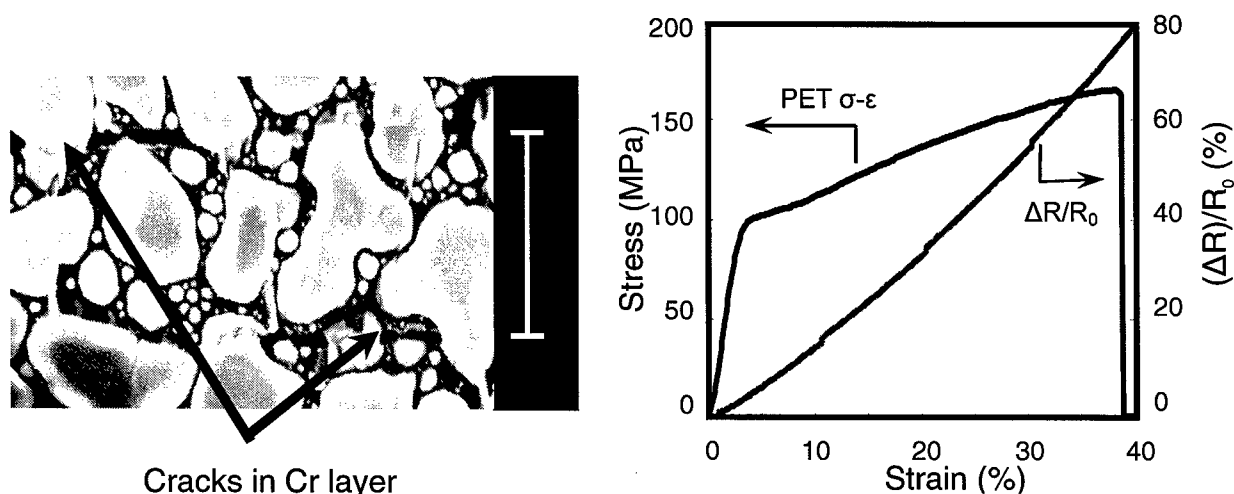 Cracks in Cr layer
200
150
100
50
0
Stress (MPa)
PET σ-ε
ΔR/R₀
80
60
40
20
0
(ΔR)/R₀ (%)
0
10
20
30
40
Strain (%)